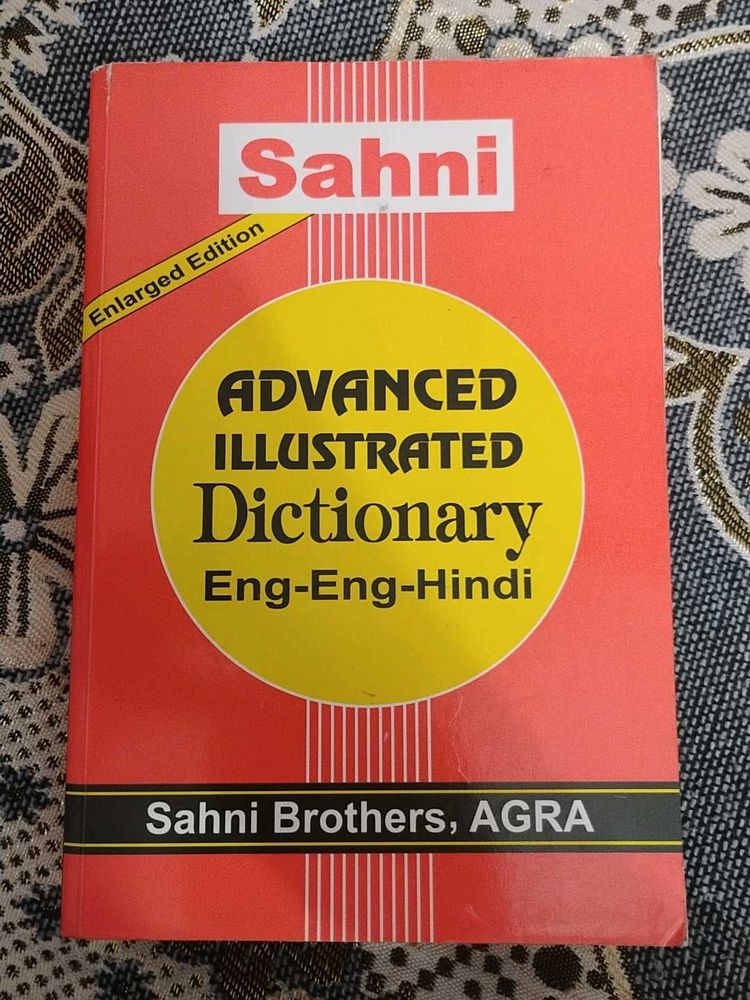 Sahni
Enlarged Edition
ADVANCED
ILLUSTRATED
Dictionary
Eng-Eng-Hindi
Sahni Brothers, AGRA